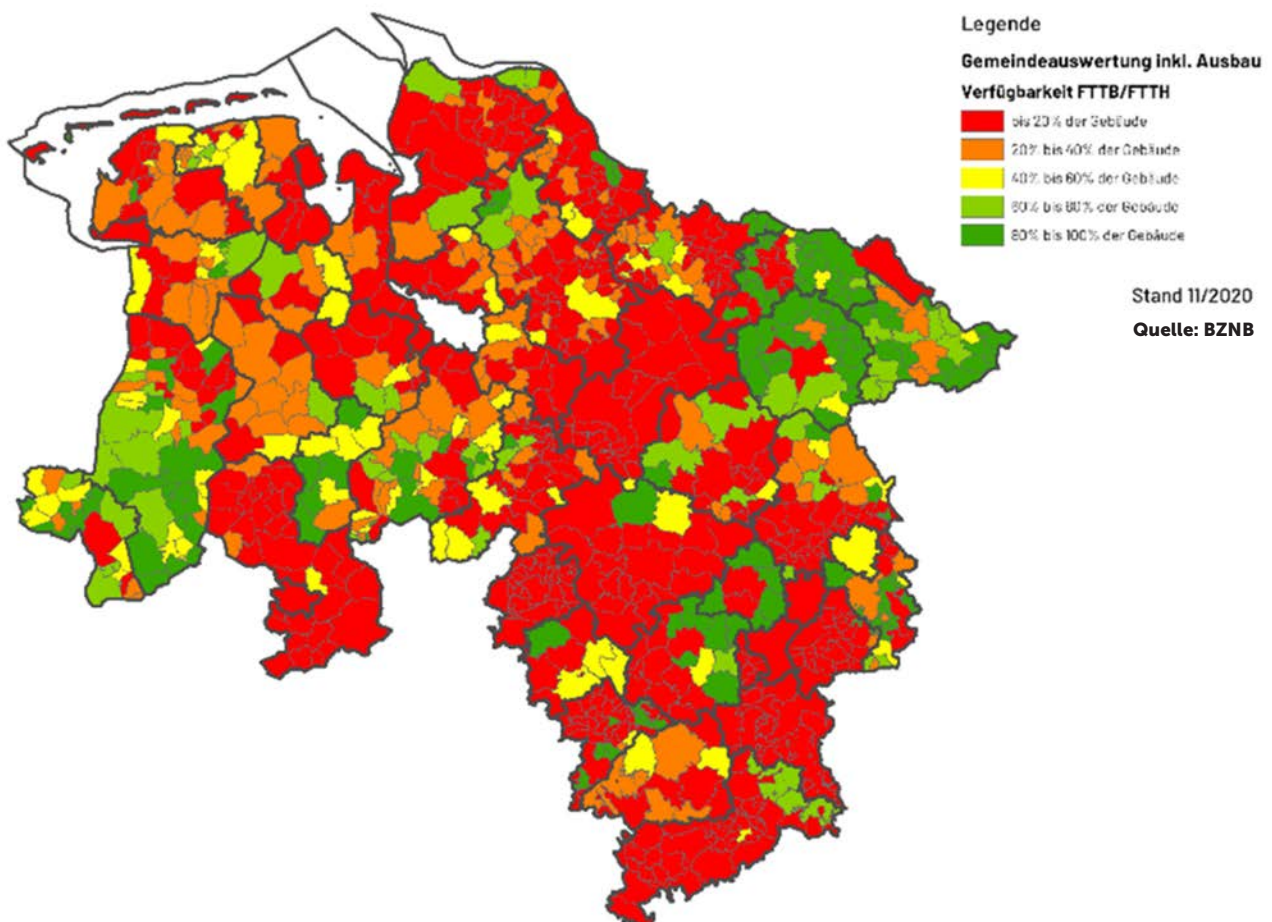 Legende
Gemeindeauswertung inkl. Ausbau
Verfügbarkeit FTTB/FTTH
bis 20% der Gebäude
20% bis 40% der Gebäude
40% bis 60% der Gebäude
60% bis 80% der Gebäude
80% bis 100% der Gebäude
Stand 11/2020
Quelle: BZNB